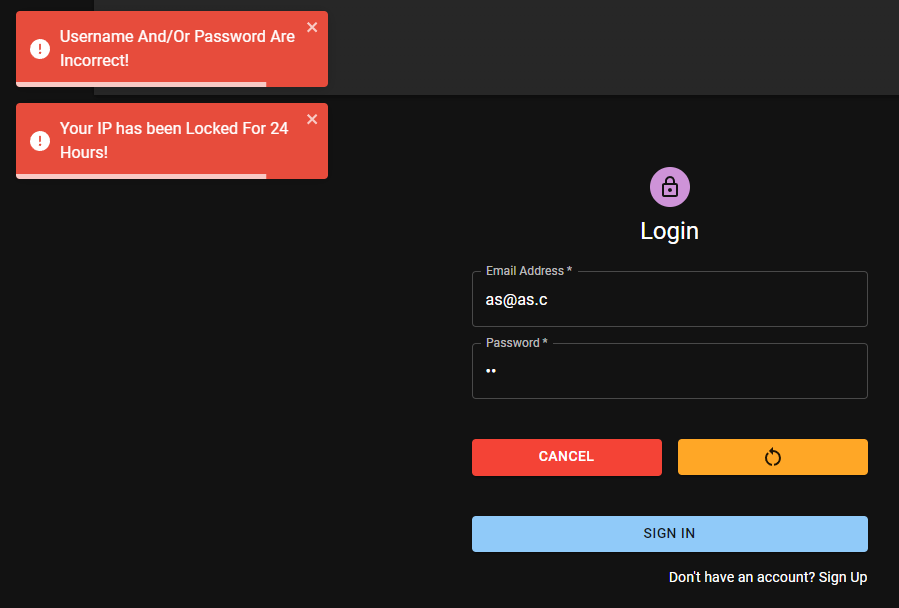 Username And/Or Password Are
Incorrect!
Your IP has been Locked For 24
Hours!
Login
Email Address *
as@as.c
Password *
••
CANCEL
SIGN IN
Don't have an account? Sign Up